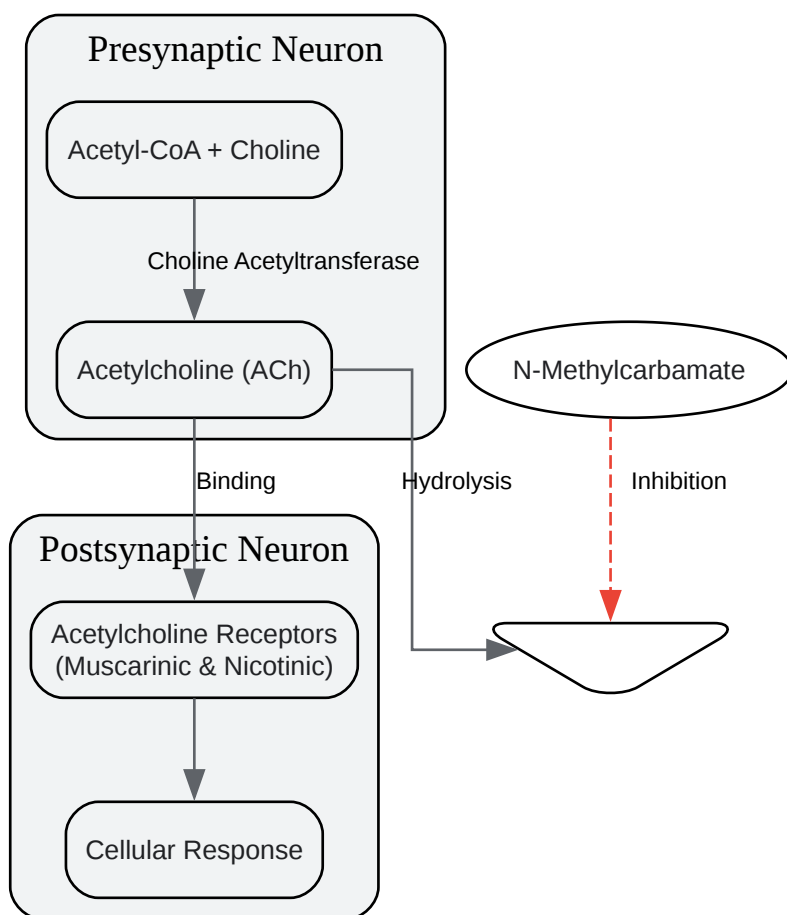 Presynaptic Neuron
Acetyl-CoA + Choline
Choline Acetyltransferase
Acetylcholine (ACh)
N-Methylcarbamate
Binding
Hydrolysis
Inhibition
Postsynaptic Neuron
Acetylcholine Receptors
(Muscarinic & Nicotinic)
Cellular Response